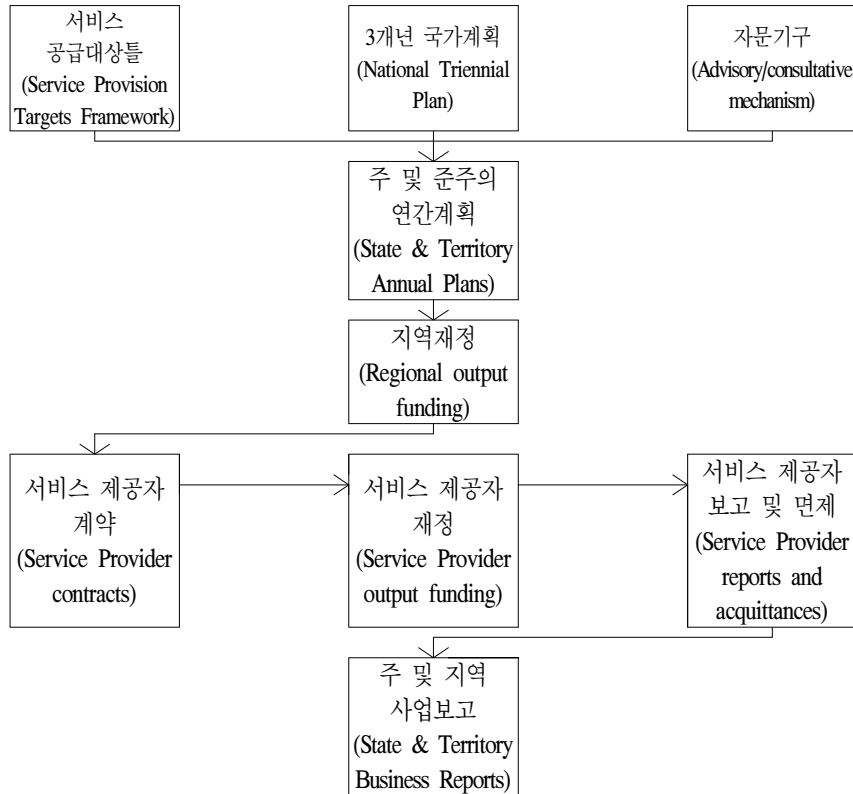 서비스
공급대상틀
(Service Provision
Targets Framework)
3개년 국가계획
(National Triennial
Plan)
자문기구
(Advisory/consultative
mechanism)
주 및 준주의
연간계획
(State & Territory
Annual Plans)
지역재정
(Regional output
funding)
서비스 제공자
계약
(Service Provider
contracts)
서비스 제공자
재정
(Service Provider
output funding)
서비스 제공자
보고 및 면제
(Service Provider
reports and
acquittances)
주 및 지역
사업보고
(State & Territory
Business Reports)